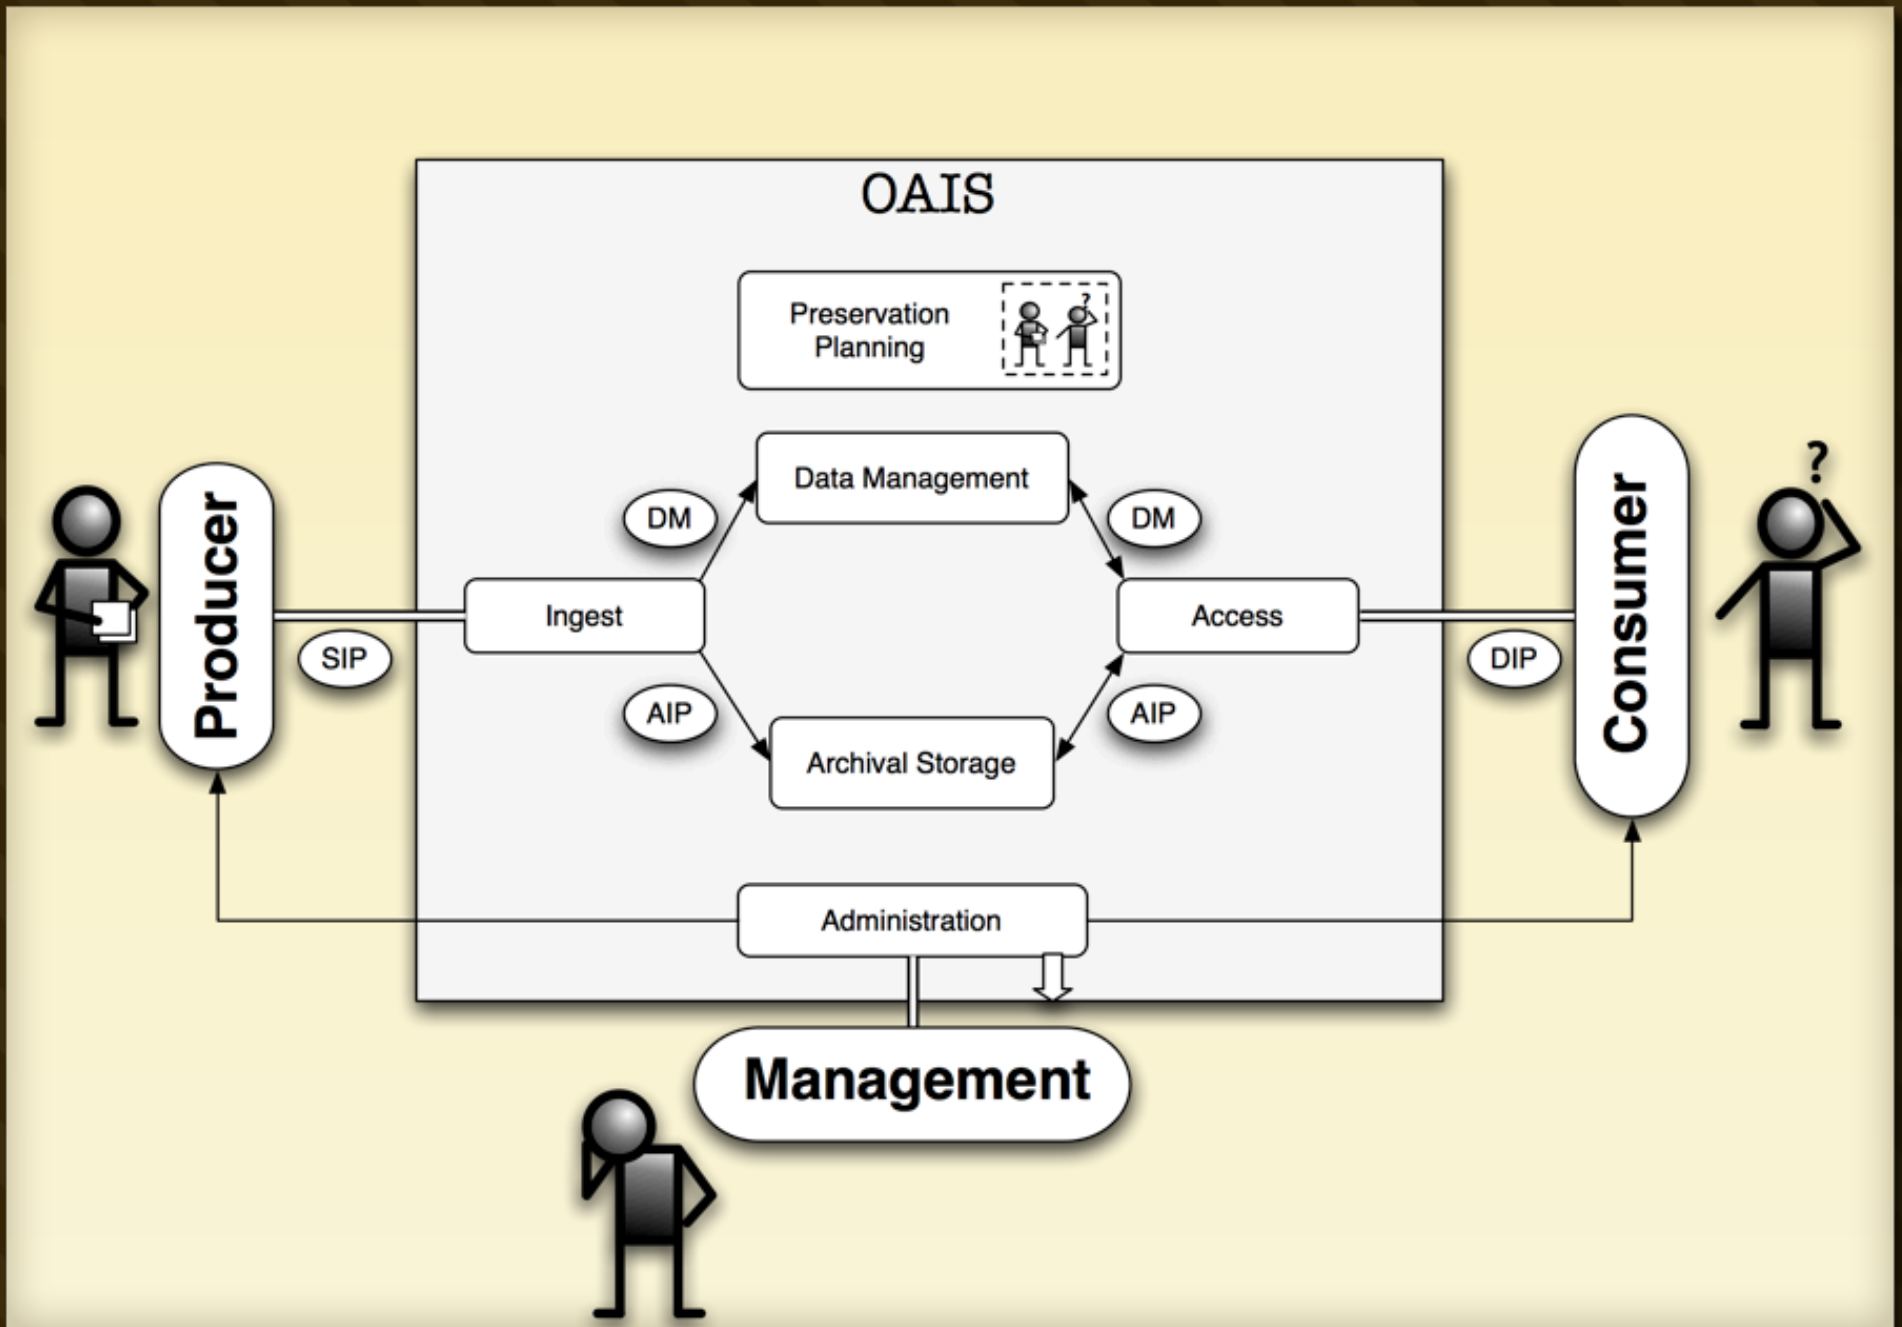 OAIS
Preservation
Planning
?
Data Management
DM
DM
Ingest
Access
Producer
SIP
AIP
AIP
DIP
Consumer
?
Archival Storage
Administration
Management